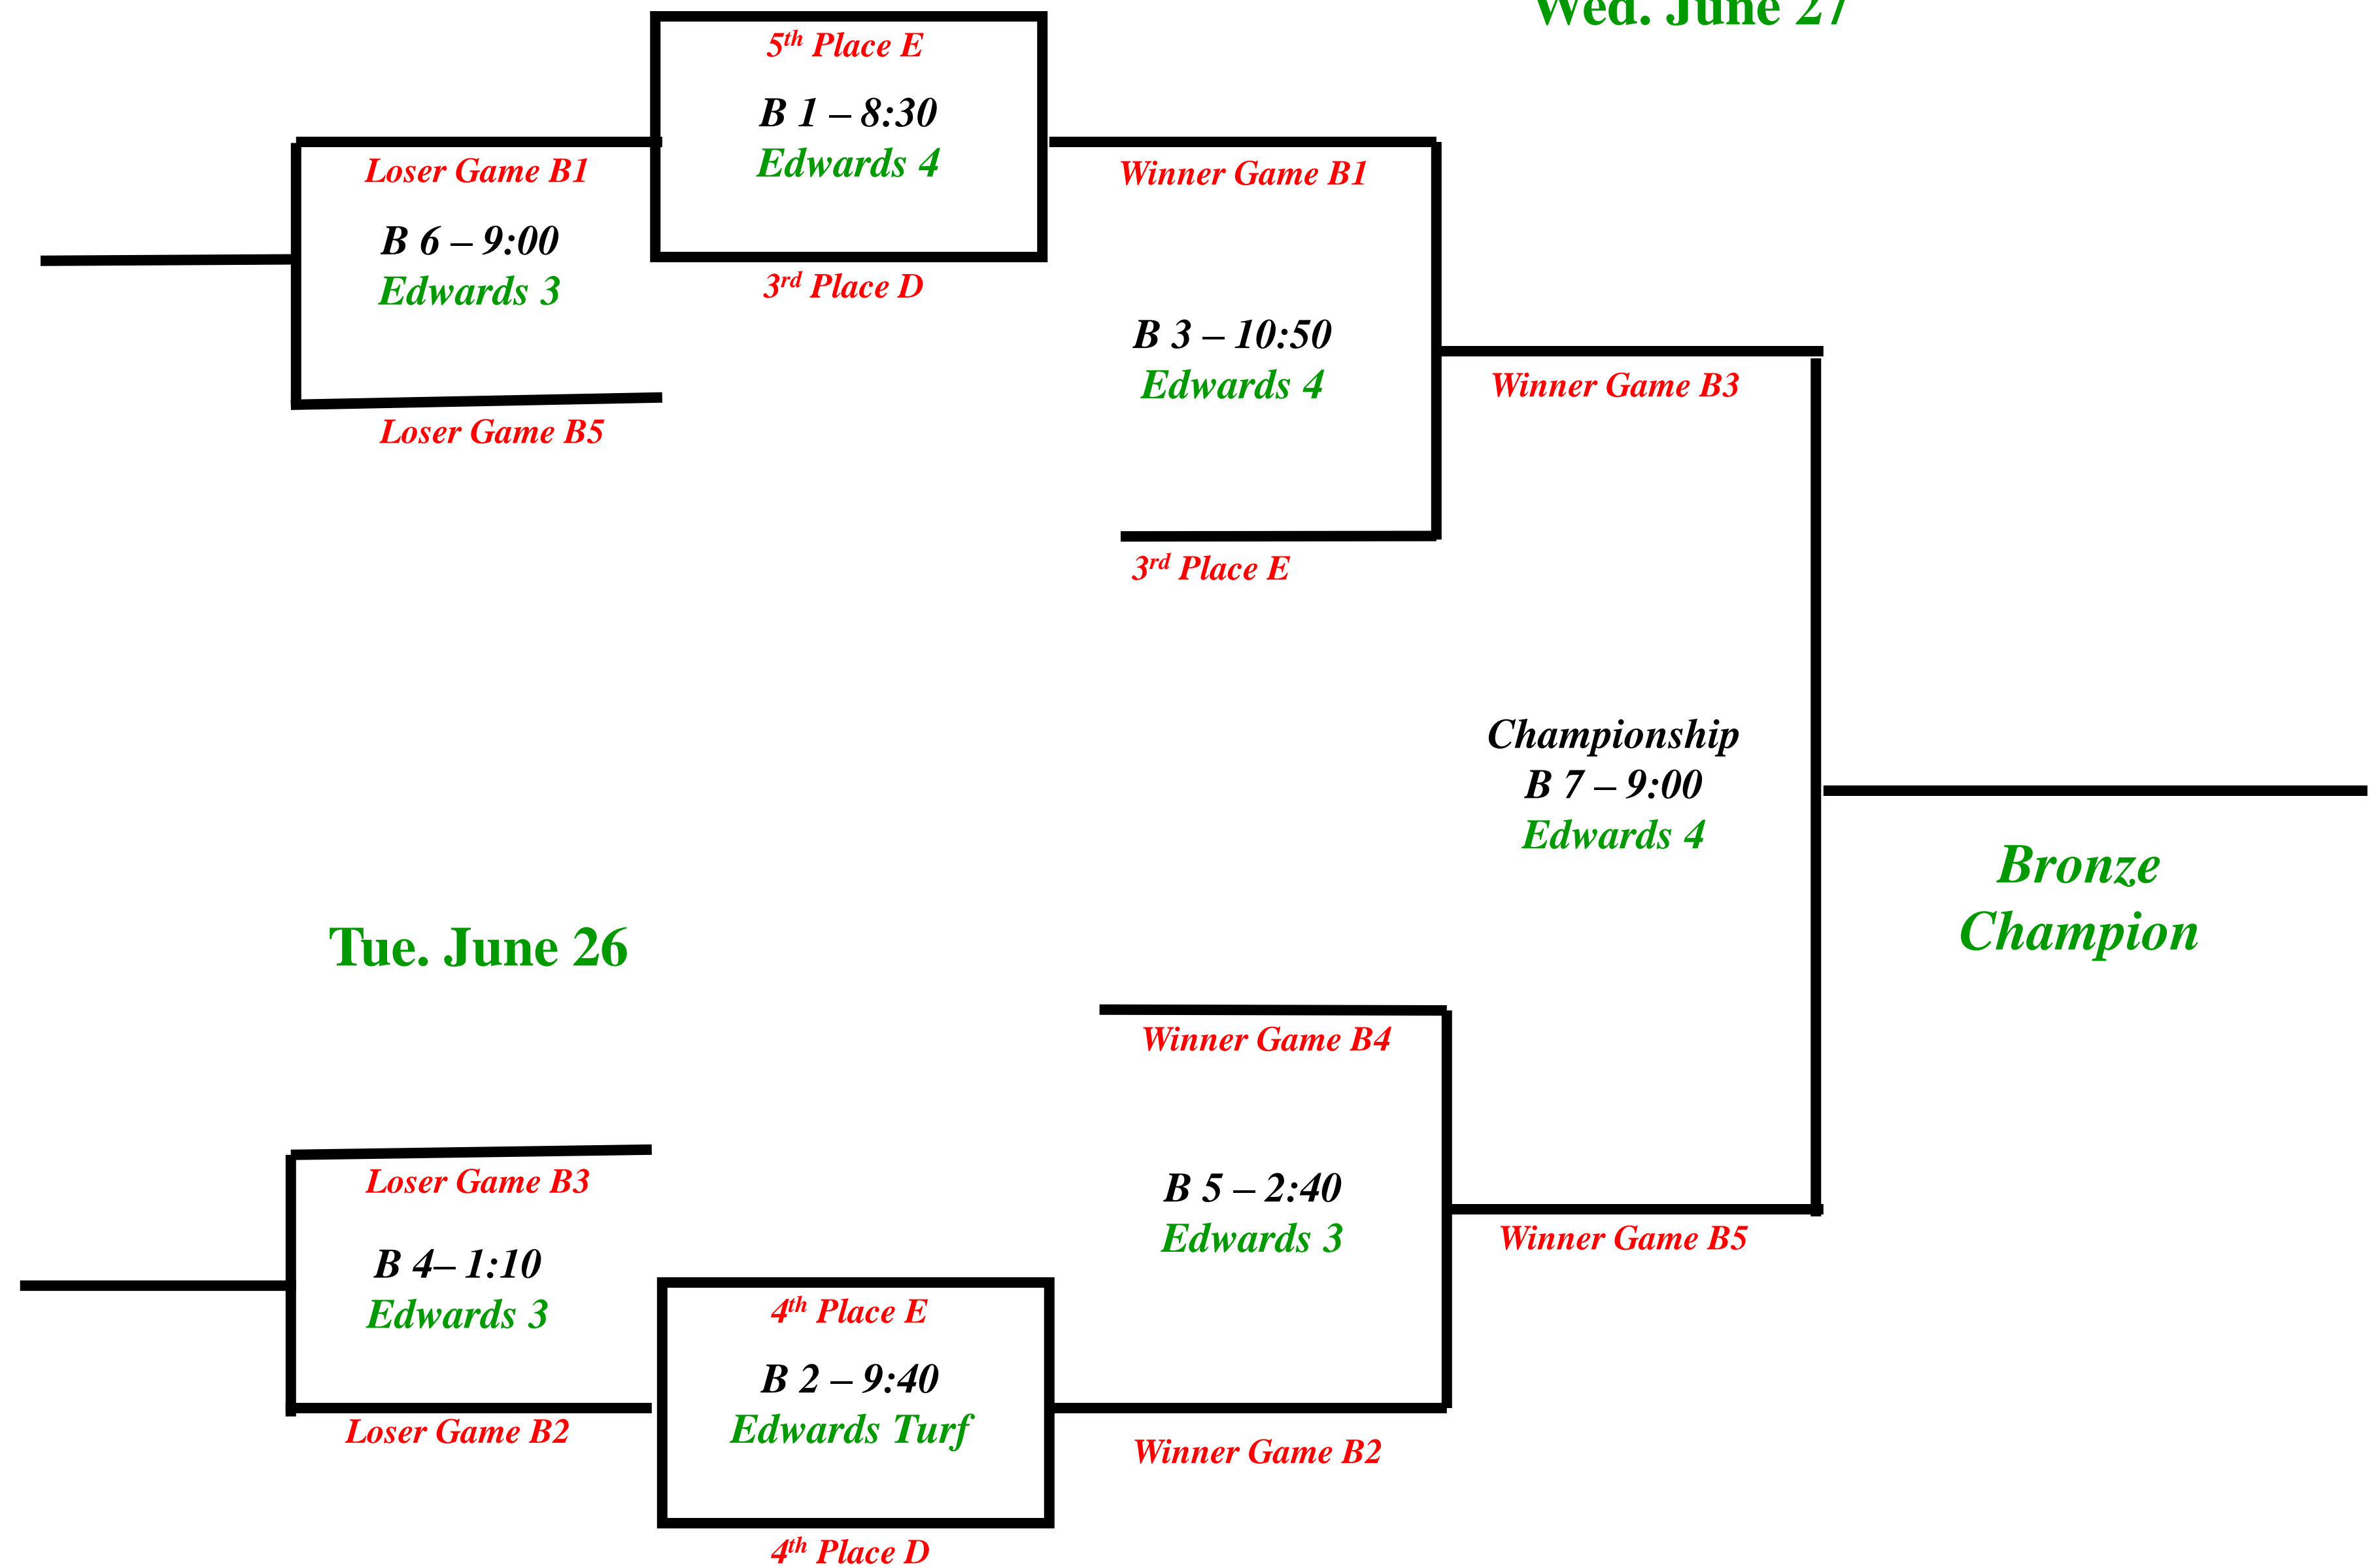 Wed. June 27
5th Place E
B 1 – 8:30
Edwards 4
Loser Game B1
Winner Game B1
B 6 – 9:00
Edwards 3
3rd Place D
B 3 – 10:50
Edwards 4
Winner Game B3
Loser Game B5
3rd Place E
Championship
B 7 – 9:00
Edwards 4
Bronze
Champion
Tue. June 26
Winner Game B4
Loser Game B3
B 5 – 2:40
Edwards 3
Winner Game B5
B 4– 1:10
Edwards 3
4th Place E
B 2 – 9:40
Edwards Turf
Loser Game B2
Winner Game B2
4th Place D